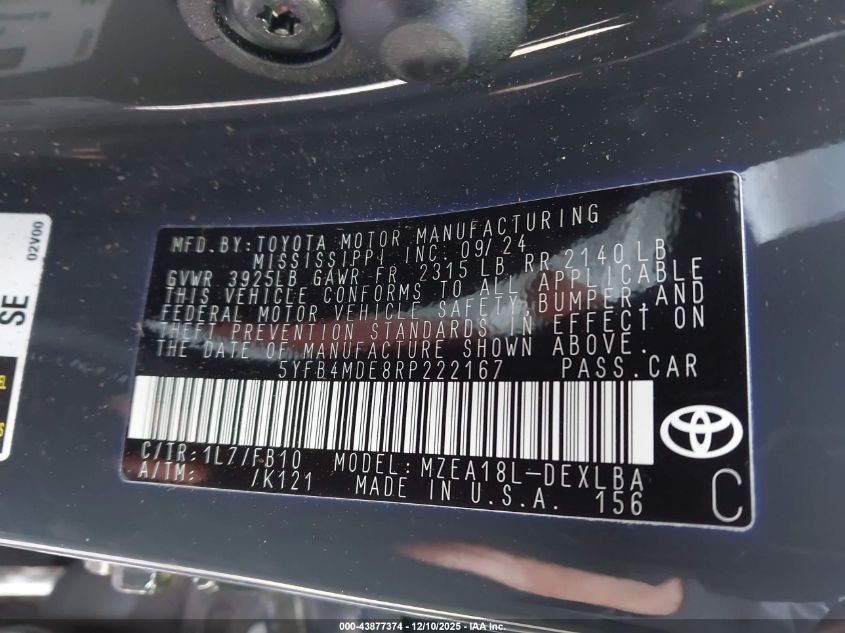 02V00
SE
MFD. BY: TOYOTA MOTOR MANUFACTURING
MISSISSIPPI INC. 09/24
GVWR 3925LB GAWR FR 2315 LB RR 2140 LB
THIS VEHICLE CONFORMS TO ALL APPLICABLE
FEDERAL MOTOR VEHICLE SAFETY, BUMPER, AND
THEFT PREVENTION STANDARDS IN EFFECT ON
THE DATE OF MANUFACTURE SHOWN ABOVE.
5YFB4MDE8RP222167 PASS.CAR
C/TR: 1L7/FB10 MODEL: MZEA18L-DEXLBA
A/TM: /K121 MADE IN U.S.A. 156
C
000-43877374 - 12/10/2025 - © IAA Inc.